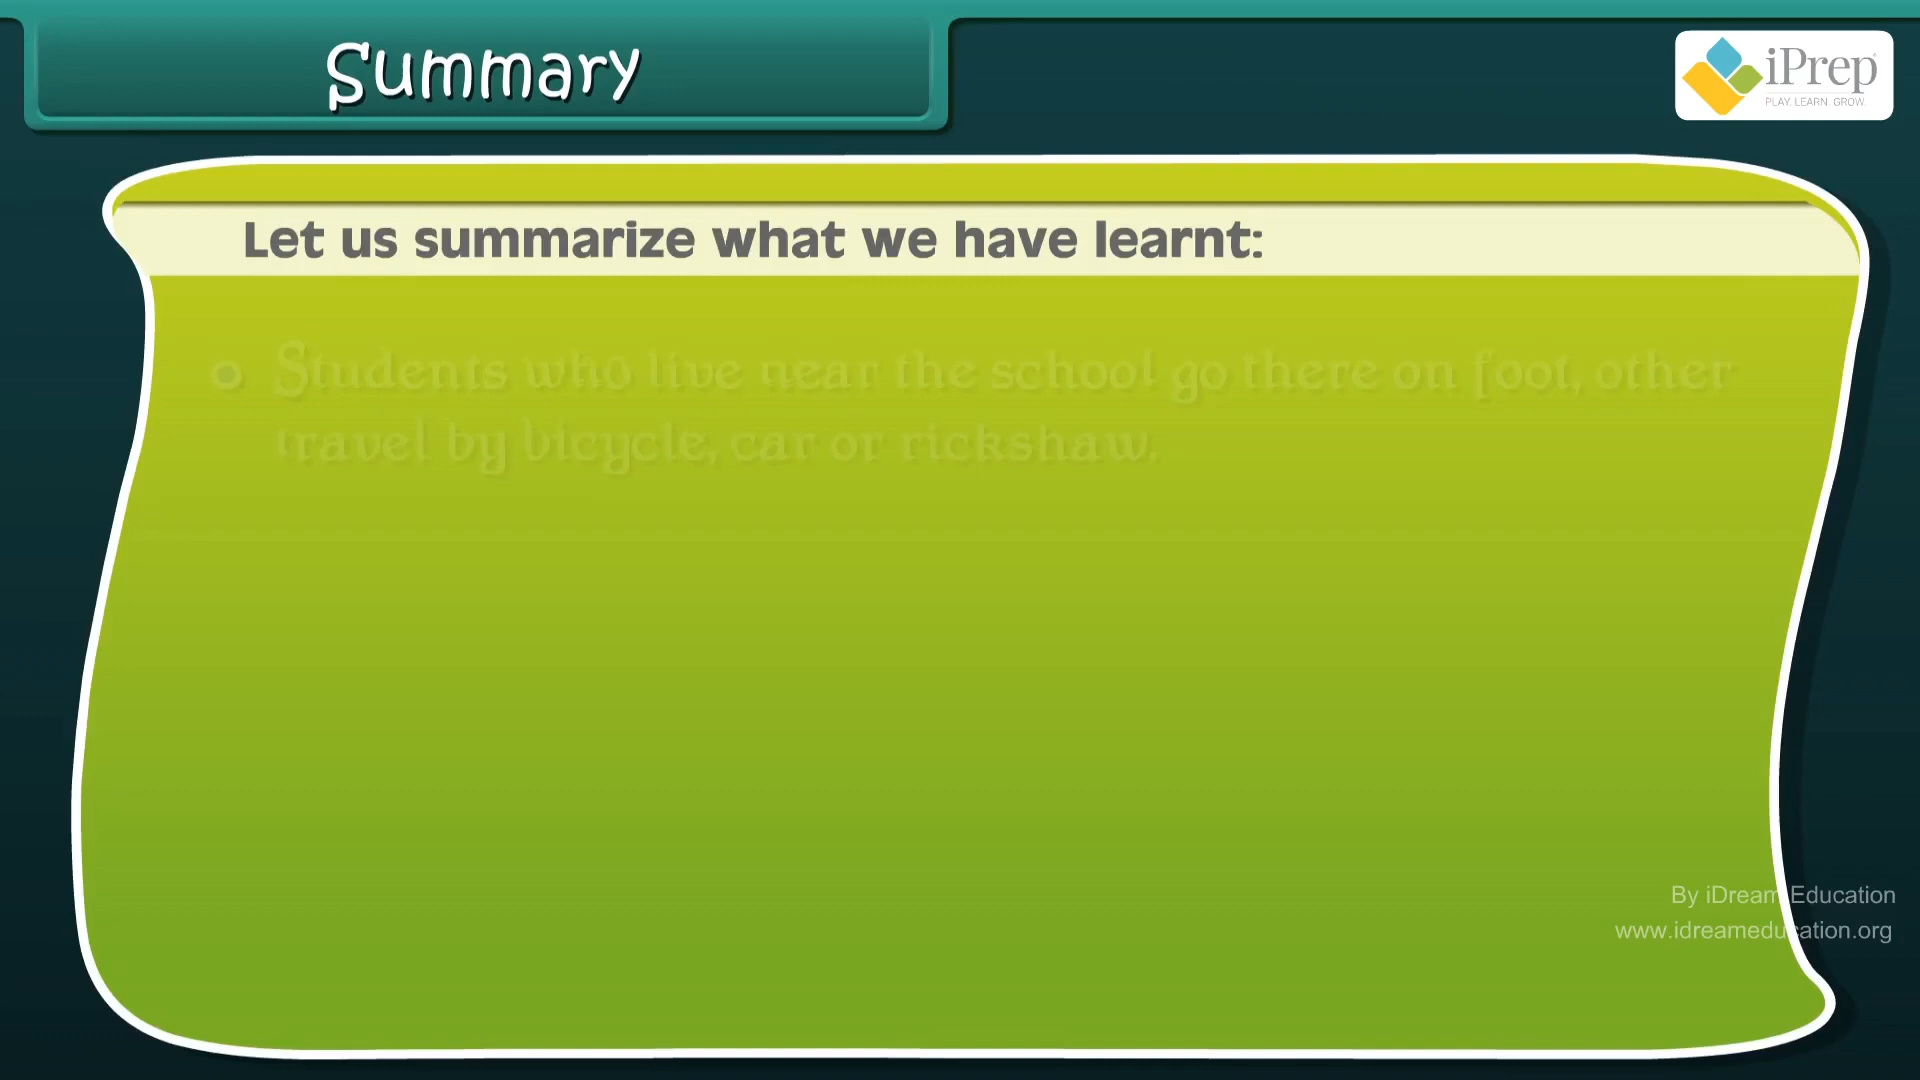 Summary
iPrep
PLAY. LEARN. GROW.
Let us summarize what we have learnt:
Students who live near the school go there on foot, other
travel by bicycle, car or rickshaw.
By iDream Education
www.idreameducation.org